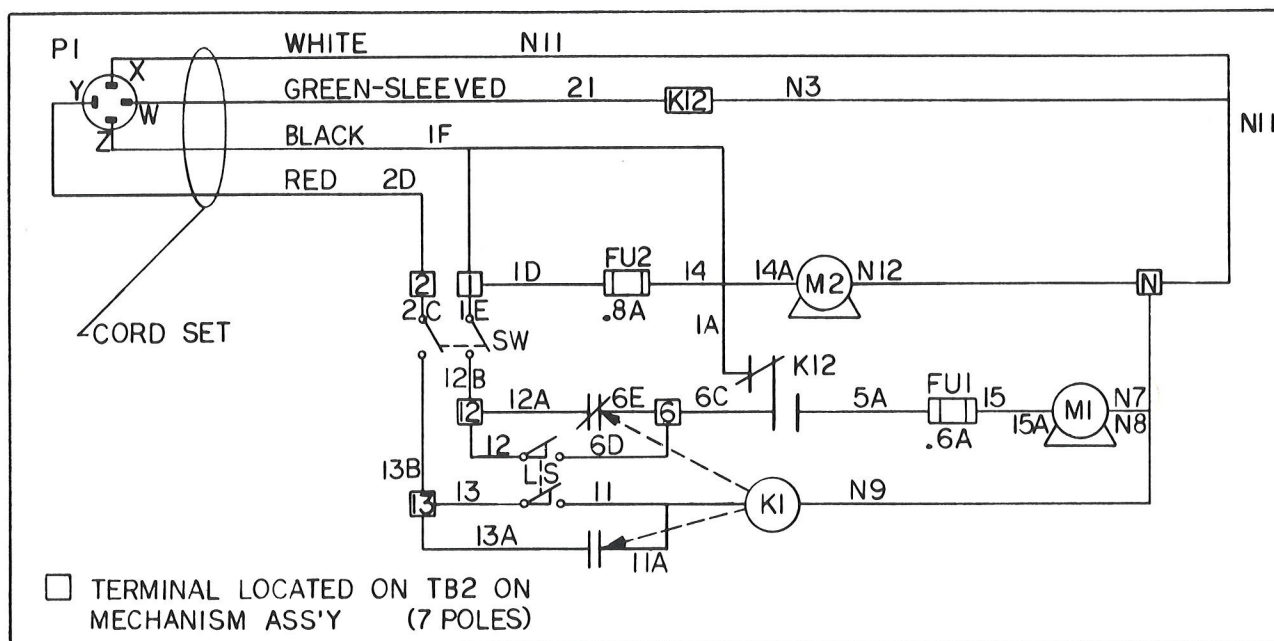 P1
WHITE N11
X
Y
GREEN-SLEEVED 21 K12 N3
W
N11
Z
BLACK 1F
RED 2D
FU2
2 1 1D 14 14A M2 N12 N
.8A
2C 1E
CORD SET
SW
1A
K12
12B
12 12A 6E 6 6C 5A FU1 15 M1 N7
.6A 15A N8
12 6D
13B
LS
13 13 11 K1 N9
13A
11A
TERMINAL LOCATED ON TB2 ON
MECHANISM ASS'Y (7 POLES)